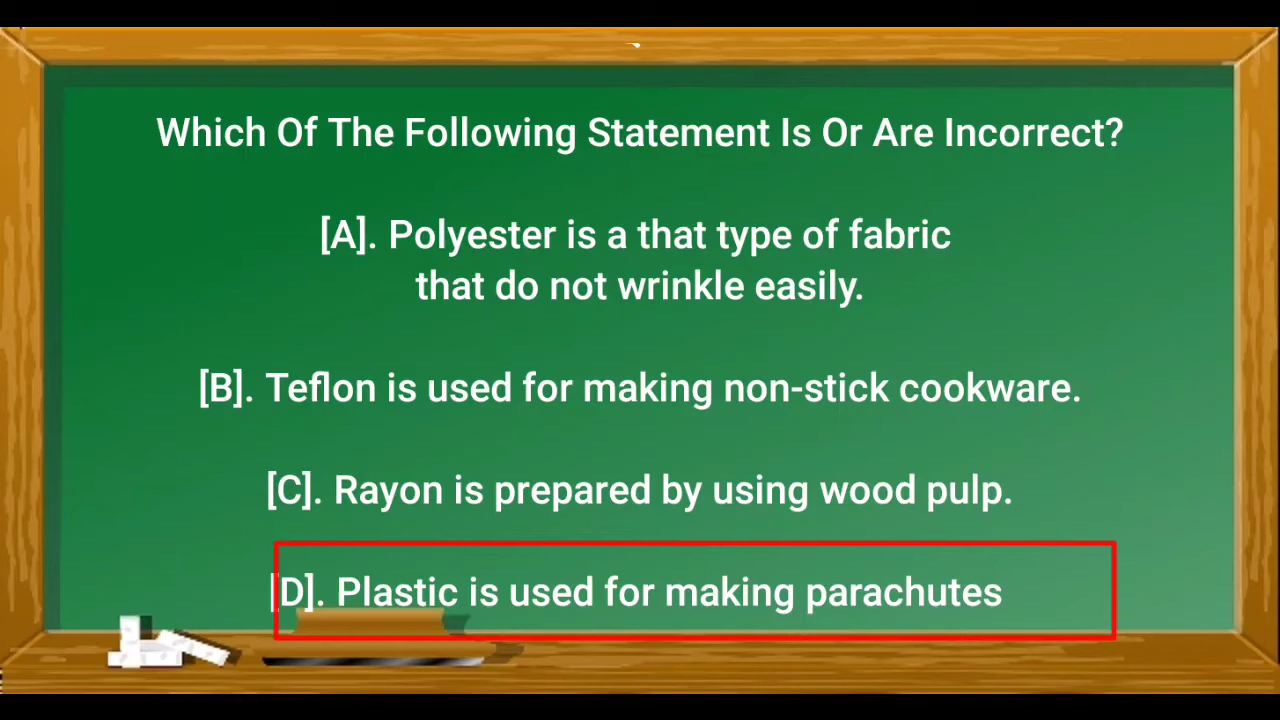 Which Of The Following Statement Is Or Are Incorrect?
[A]. Polyester is a that type of fabric
that do not wrinkle easily.
[B]. Teflon is used for making non-stick cookware.
[C]. Rayon is prepared by using wood pulp.
[D]. Plastic is used for making parachutes